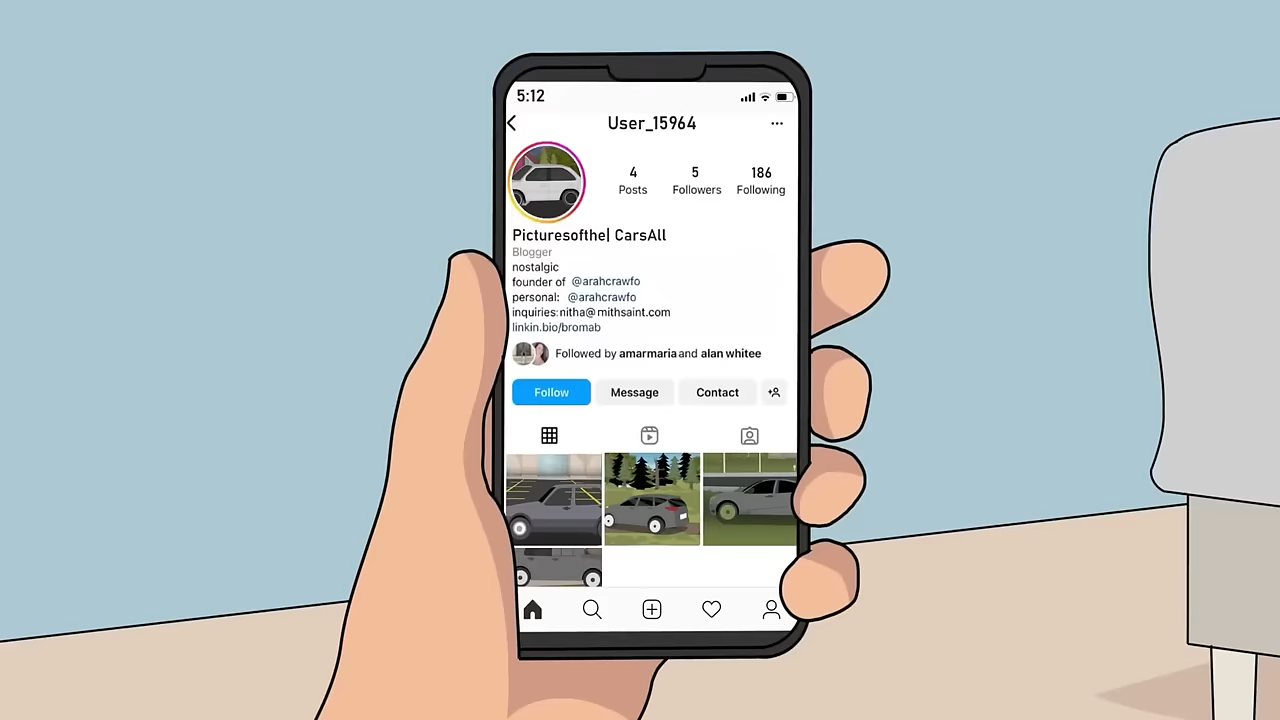 5:12
User_15964
4 5 186
Posts Followers Following
Picturesofthe| CarsAll
Blogger
nostalgic
founder of @arahcrawfo
personal: @arahcrawfo
inquiries: nitha@mithsaint.com
linkin.bio/bromab
Followed by amarmaria and alan whitee
Follow Message Contact